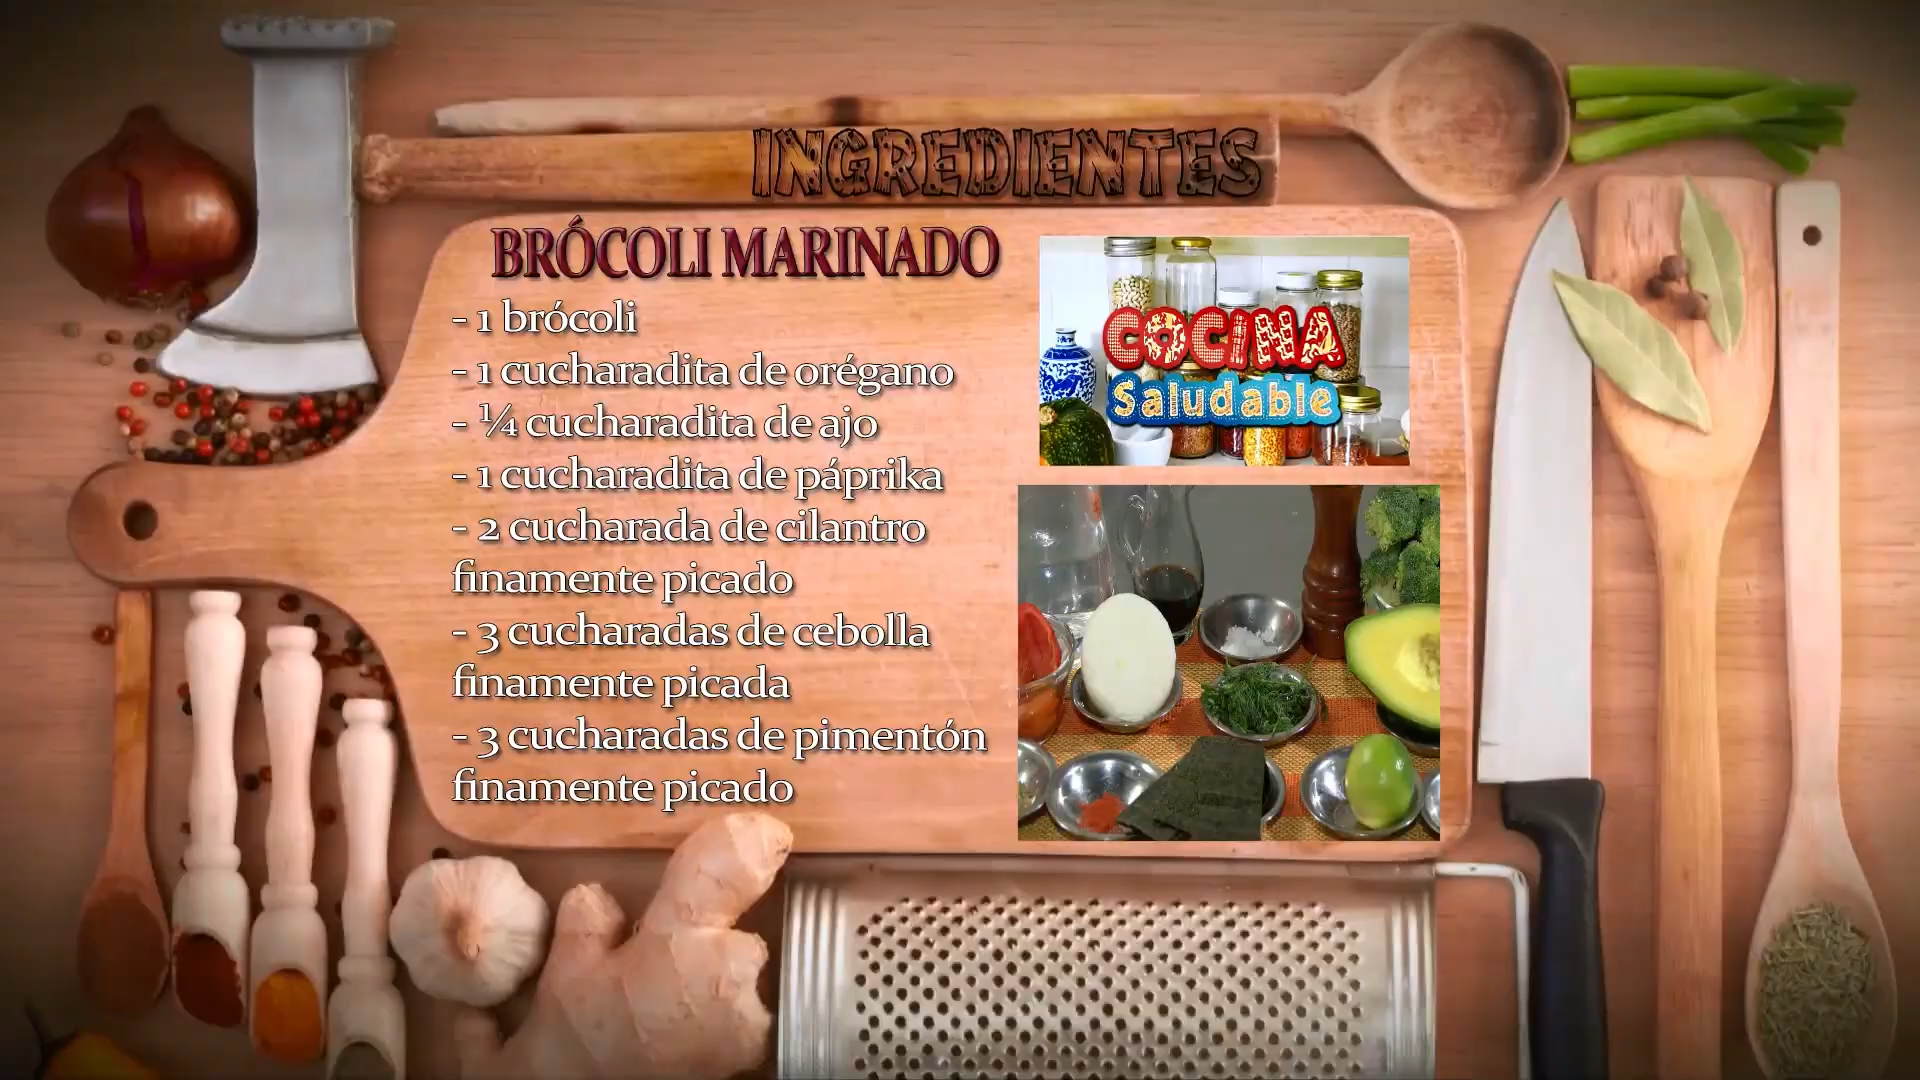 INGREDIENTES
BRÓCOLI MARINADO
- 1 brócoli
- 1 cucharadita de orégano
- ¼ cucharadita de ajo
- 1 cucharadita de páprika
- 2 cucharada de cilantro
finamente picado
- 3 cucharadas de cebolla
finamente picada
- 3 cucharadas de pimentón
finamente picado
COCINA
Saludable